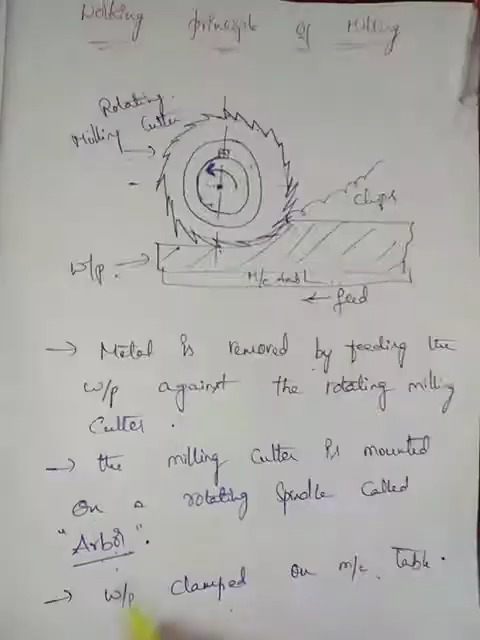 Working principle of Milling
Rotating
Milling Cutter
chips
w/p
M/c tabl
← feed
→ Metal is removed by feeding the
w/p against the rotating milling
Cutter.
→ the milling Cutter is mounted
On a rotating Spindle Called
"Arbor".
→ w/p clamped on m/c table.